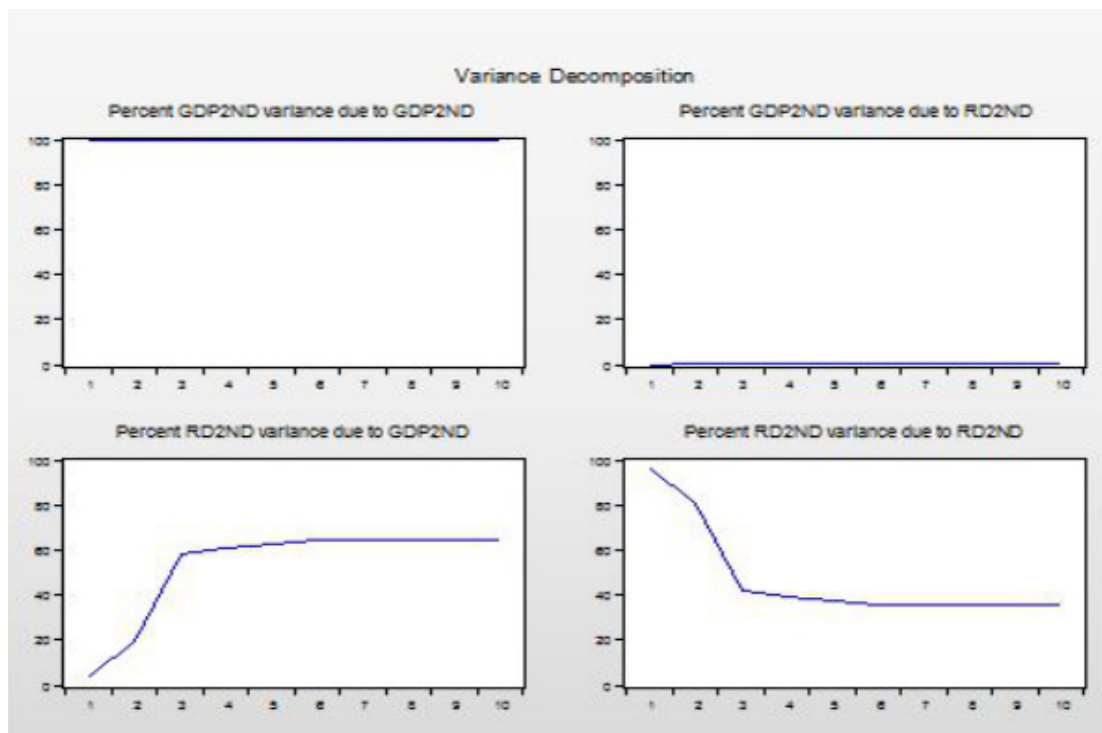 Variance Decomposition
Percent GDP2ND variance due to GDP2ND
Percent GDP2ND variance due to RD2ND
100
80
60
40
20
0
1 2 3 4 5 6 7 8 9 10
100
80
60
40
20
0
1 2 3 4 5 6 7 8 9 10
Percent RD2ND variance due to GDP2ND
Percent RD2ND variance due to RD2ND
100
80
60
40
20
0
1 2 3 4 5 6 7 8 9 10
100
80
60
40
20
0
1 2 3 4 5 6 7 8 9 10